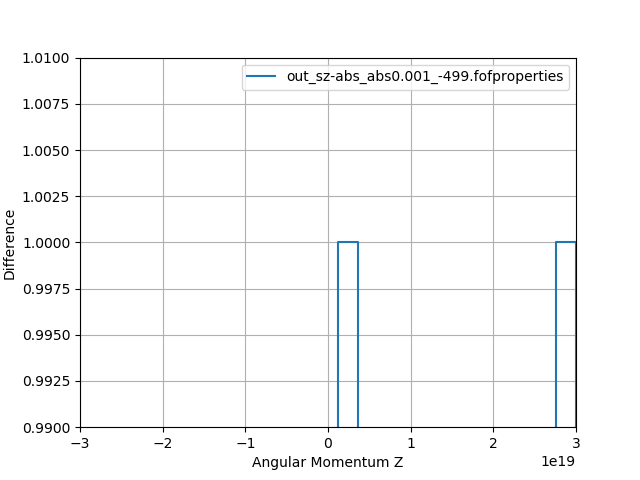 1.0100
1.0075
1.0050
1.0025
1.0000
0.9975
0.9950
0.9925
0.9900
Difference
out_sz-abs_abs0.001_-499.fofproperties
−3 −2 −1 0 1 2 3
1e19
Angular Momentum Z